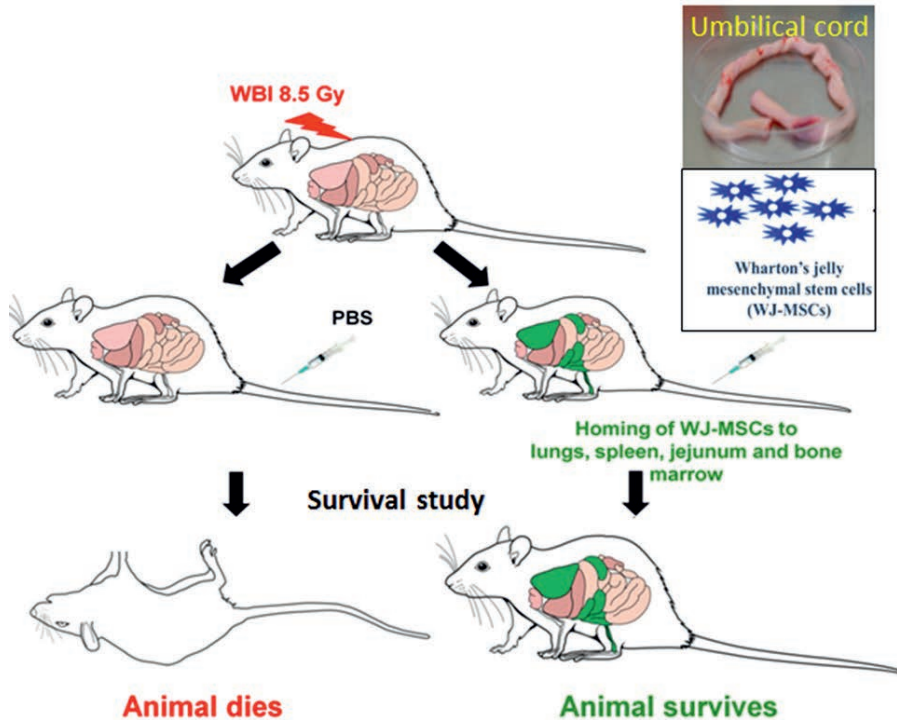 Umbilical cord
WBI 8.5 Gy
Wharton's jelly
mesenchymal stem cells
(WJ-MSCs)
PBS
Homing of WJ-MSCs to
lungs, spleen, jejunum and bone
marrow
Survival study
Animal dies
Animal survives